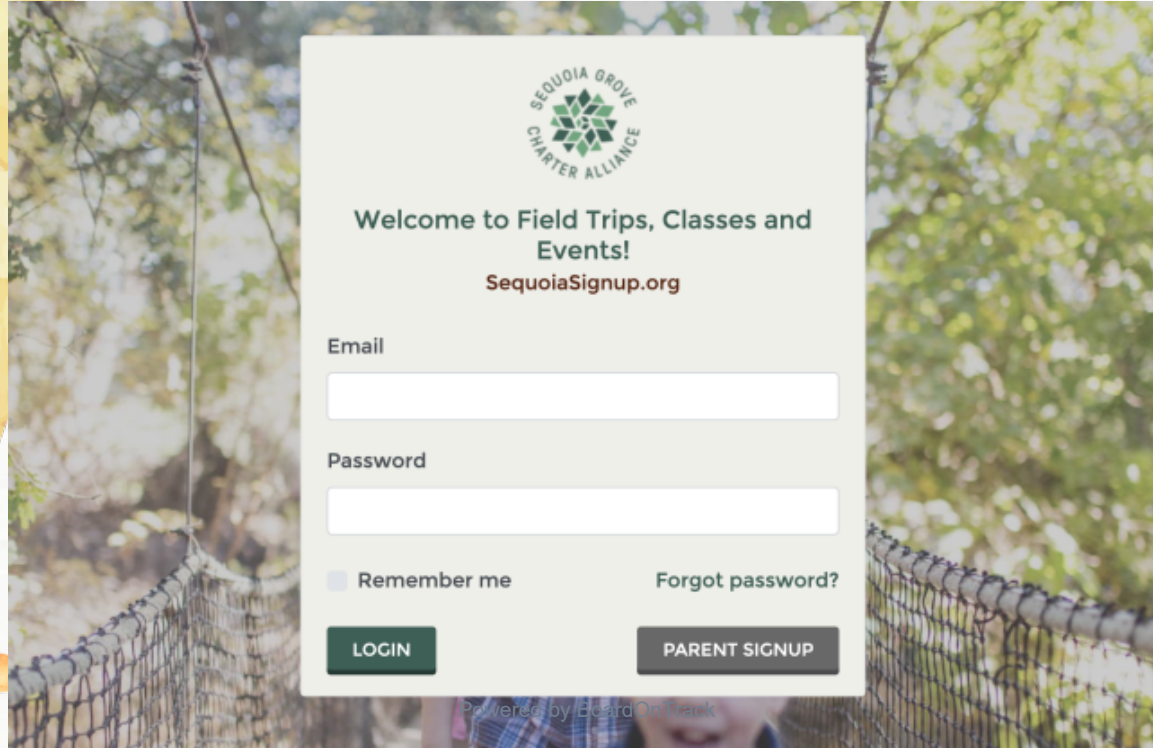 SEQUOIA GROVE
CHARTER ALLIANCE
Welcome to Field Trips, Classes and
Events!
SequoiaSignup.org
Email
Password
Remember me
Forgot password?
LOGIN
PARENT SIGNUP
Powered by BoardOnTrack